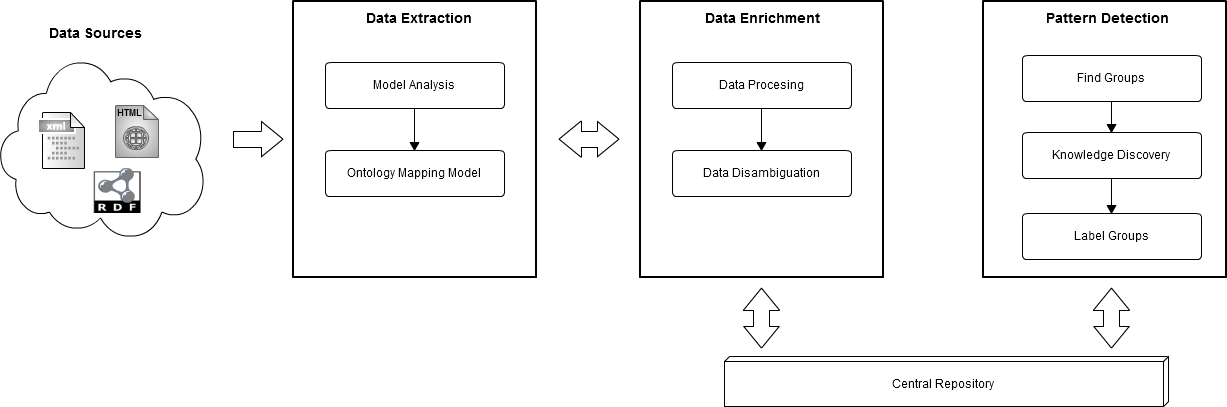 Data Sources
xml
HTML
RDF
Data Extraction
Model Analysis
Ontology Mapping Model
Data Enrichment
Data Procesing
Data Disambiguation
Pattern Detection
Find Groups
Knowledge Discovery
Label Groups
Central Repository